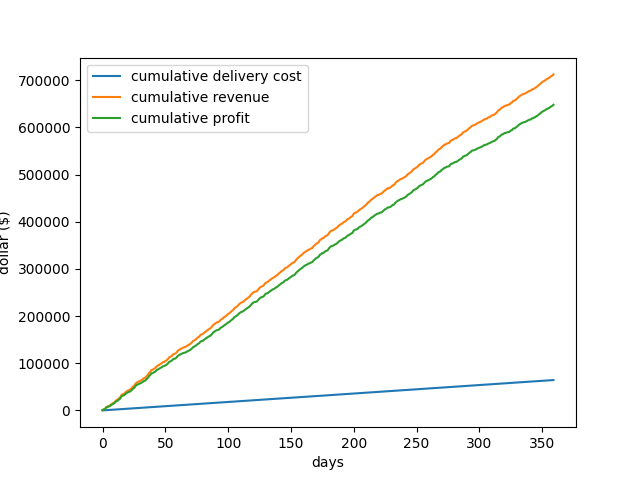 cumulative delivery cost
cumulative revenue
cumulative profit
700000
600000
500000
400000
300000
200000
100000
0
dollar ($)
0 50 100 150 200 250 300 350
days